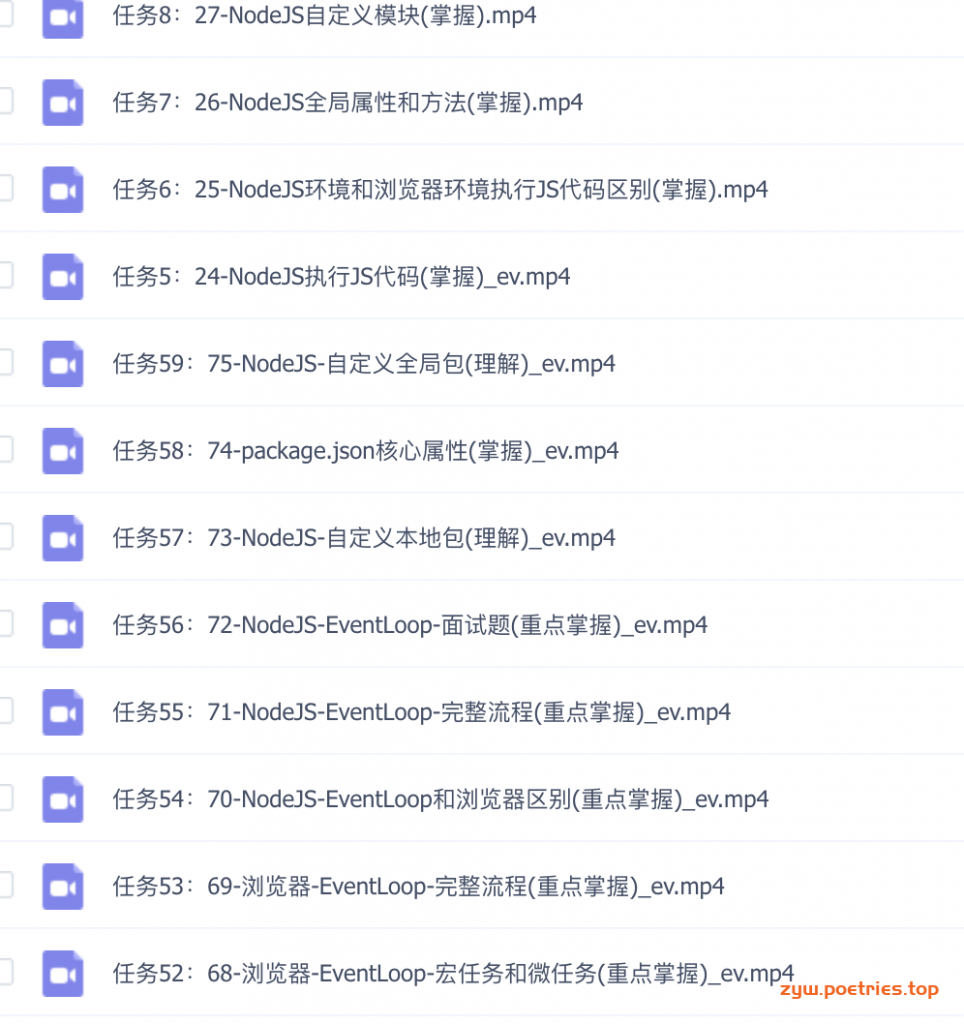 任务8：27-NodeJS自定义模块(掌握).mp4
任务7：26-NodeJS全局属性和方法(掌握).mp4
任务6：25-NodeJS环境和浏览器环境执行JS代码区别(掌握).mp4
任务5：24-NodeJS执行JS代码(掌握)_ev.mp4
任务59：75-NodeJS-自定义全局包(理解)_ev.mp4
任务58：74-package.json核心属性(掌握)_ev.mp4
任务57：73-NodeJS-自定义本地包(理解)_ev.mp4
任务56：72-NodeJS-EventLoop-面试题(重点掌握)_ev.mp4
任务55：71-NodeJS-EventLoop-完整流程(重点掌握)_ev.mp4
任务54：70-NodeJS-EventLoop和浏览器区别(重点掌握)_ev.mp4
任务53：69-浏览器-EventLoop-完整流程(重点掌握)_ev.mp4
任务52：68-浏览器-EventLoop-宏任务和微任务(重点掌握)_ev.mp4
zyw.poetries.top